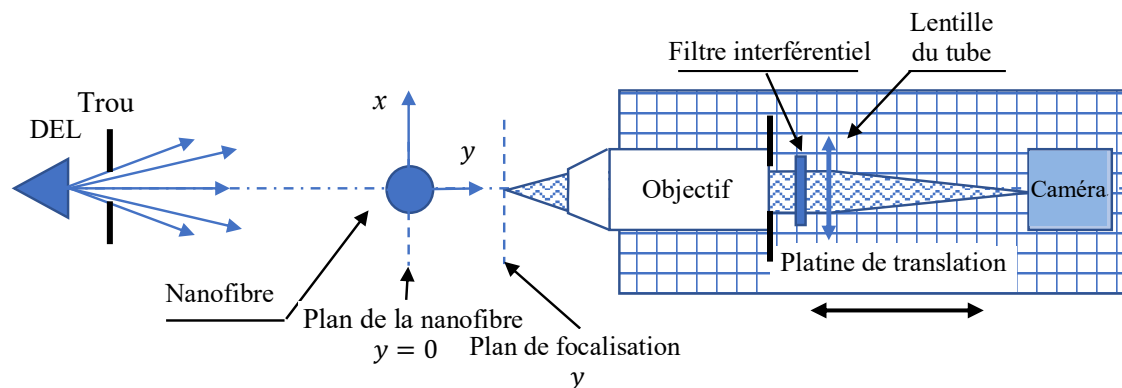 Lentille
du tube
Filtre interférentiel
Trou
DEL
x
y
Objectif
Caméra
Platine de translation
Nanofibre
Plan de la nanofibre
y = 0
Plan de focalisation
y